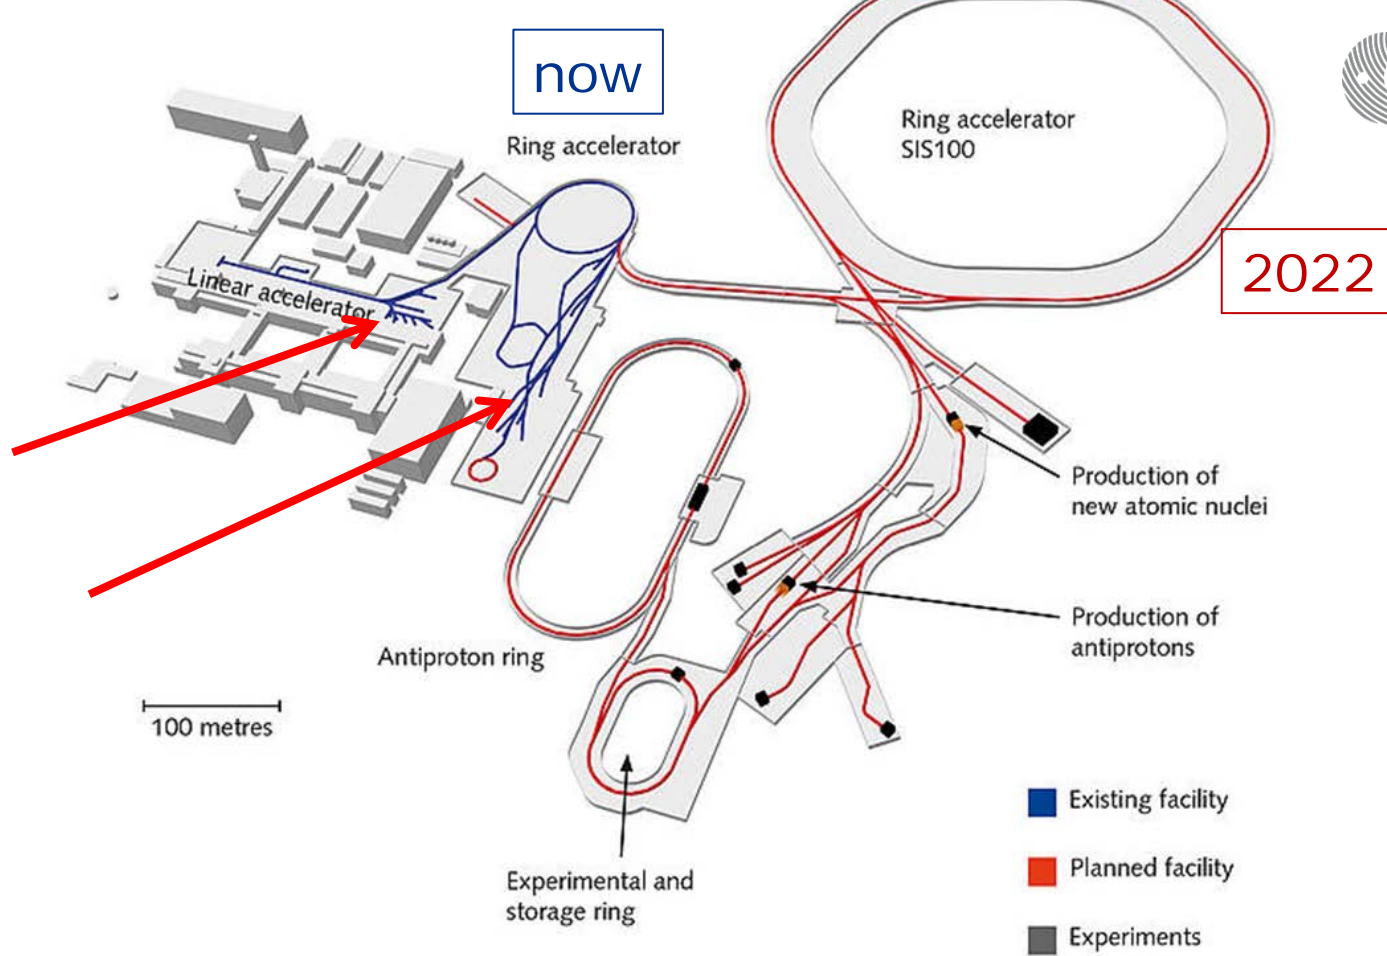 now
Ring accelerator
Ring accelerator
SIS100
2022
Linear accelerator
Production of
new atomic nuclei
Production of
antiprotons
Antiproton ring
100 metres
Experimental and
storage ring
Existing facility
Planned facility
Experiments